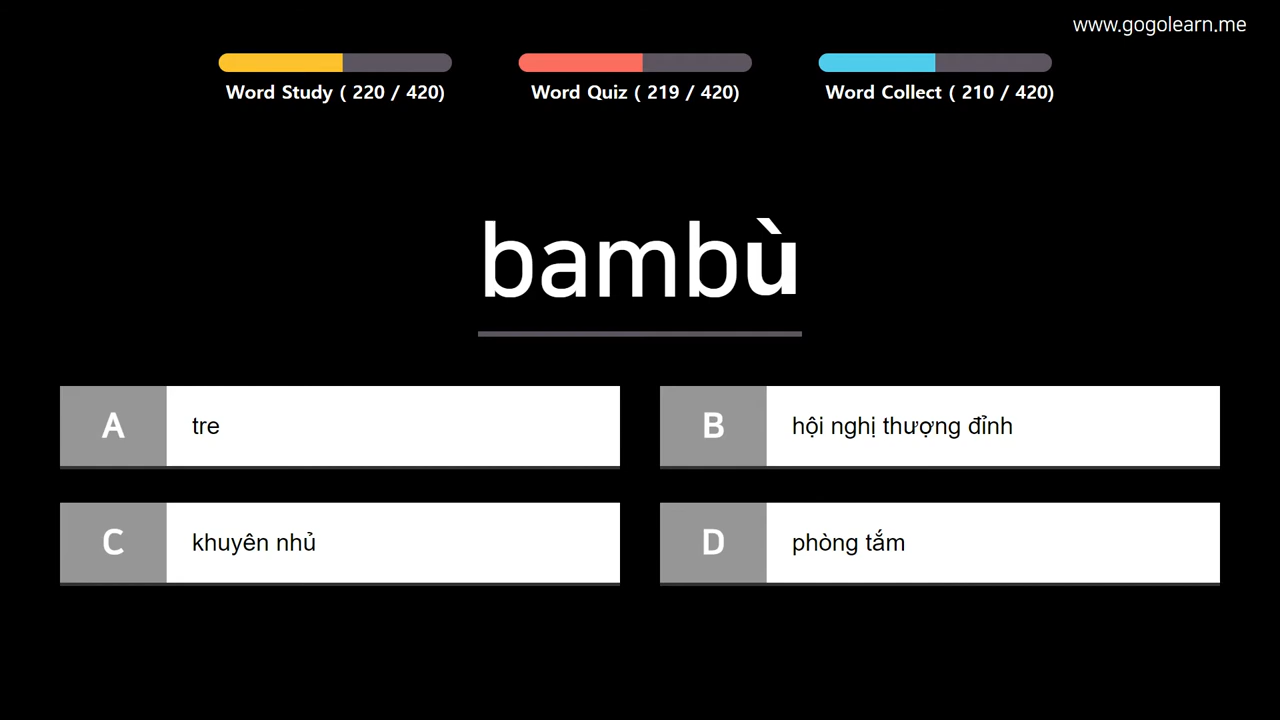 www.gogolearn.me
Word Study ( 220 / 420)
Word Quiz ( 219 / 420)
Word Collect ( 210 / 420)
bambù
A tre
B hội nghị thượng đỉnh
C khuyên nhủ
D phòng tắm